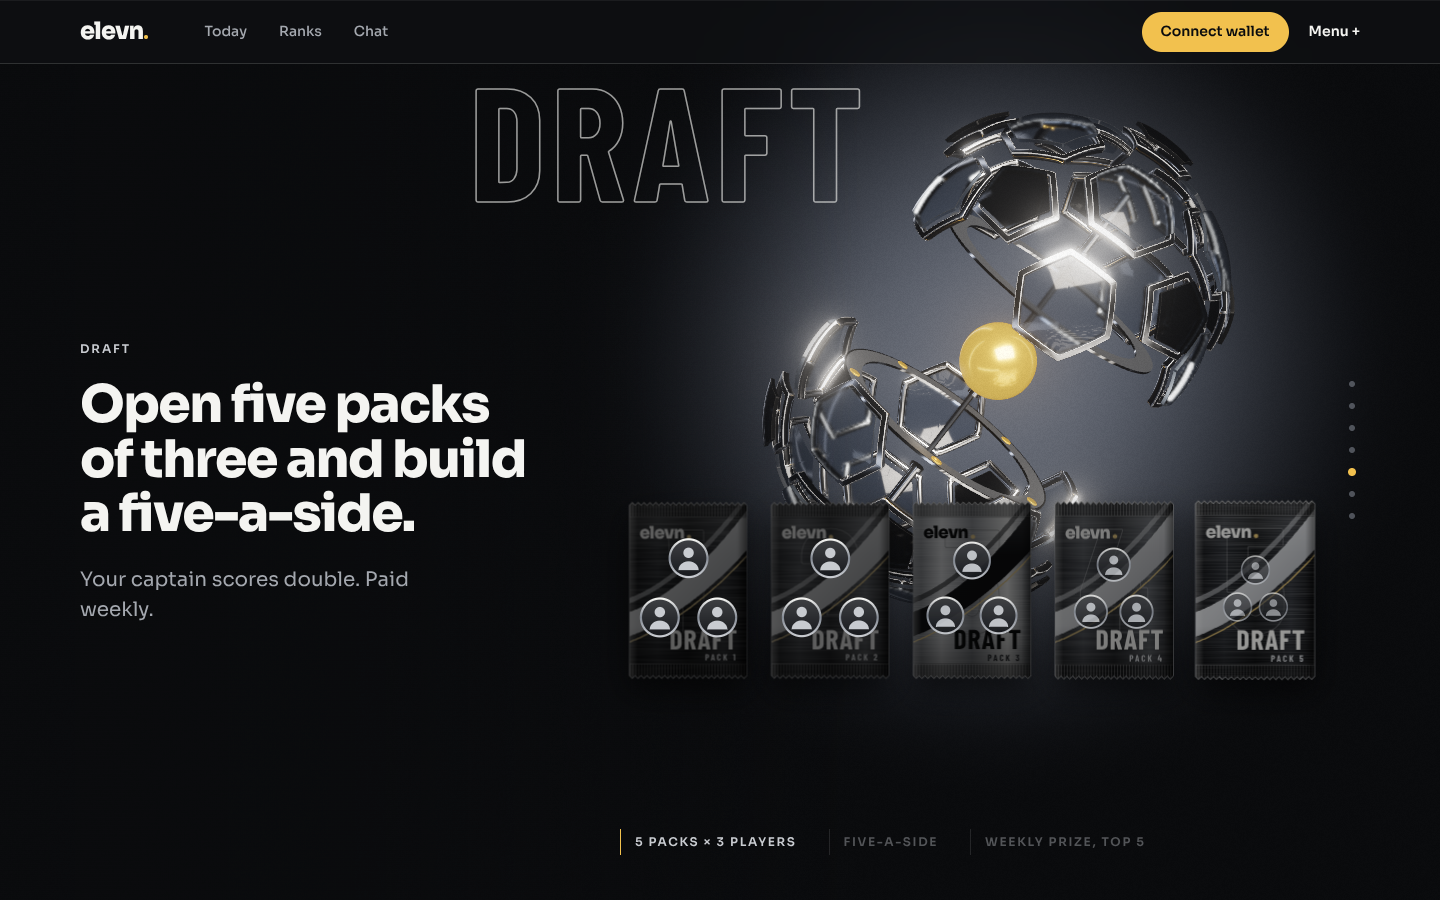 elevn.
Today
Ranks
Chat
Connect wallet
Menu +
DRAFT
DRAFT
Open five packs
of three and build
a five-a-side.
Your captain scores double. Paid
weekly.
elevn.
DRAFT
PACK 1
elevn.
DRAFT
PACK 2
elevn.
DRAFT
PACK 3
elevn.
DRAFT
PACK 4
elevn.
DRAFT
PACK 5
5 PACKS × 3 PLAYERS
FIVE-A-SIDE
WEEKLY PRIZE, TOP 5